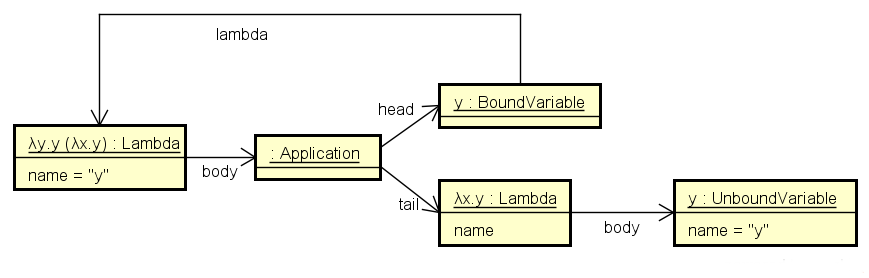 lambda
y : BoundVariable
head
λy.y (λx.y) : Lambda
name = "y"
body
: Application
tail
λx.y : Lambda
name
body
y : UnboundVariable
name = "y"